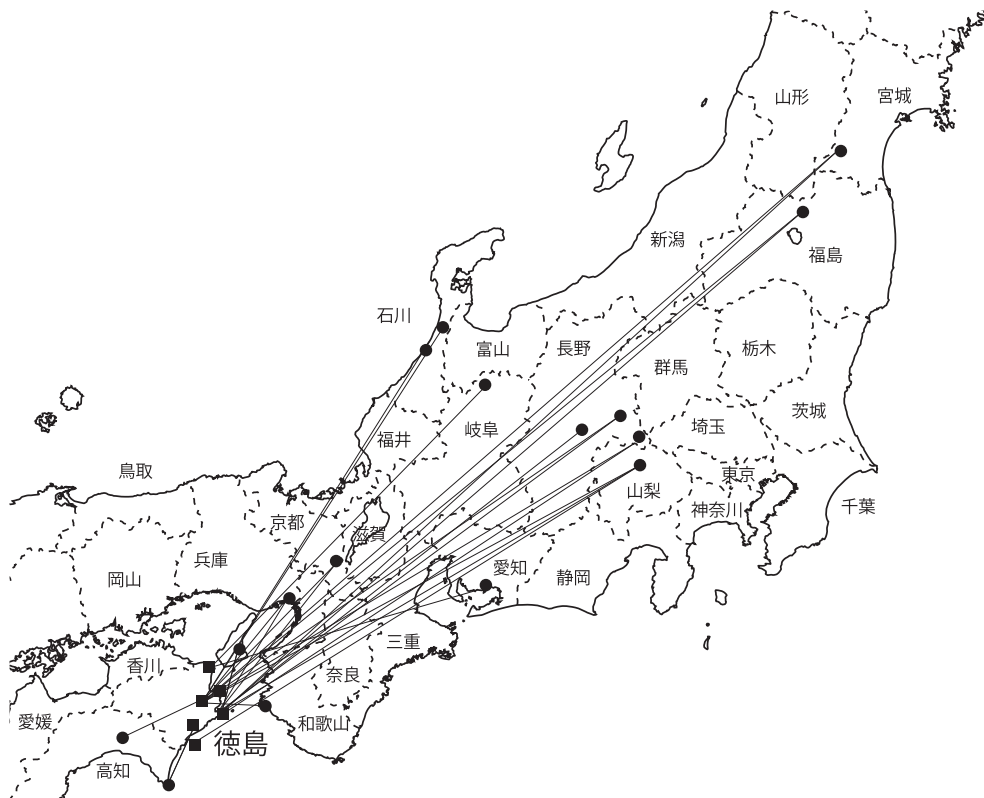 山形
宮城
新潟
福島
石川
富山
長野
栃木
群馬
茨城
岐阜
埼玉
福井
鳥取
東京
山梨
千葉
神奈川
京都
滋賀
兵庫
愛知
静岡
岡山
三重
香川
奈良
愛媛
和歌山
徳島
高知